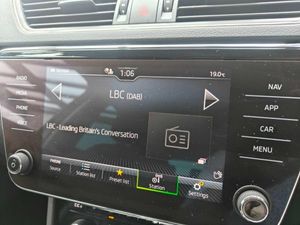 1:06
19.0°C
LBC (DAB)
RADIO
MEDIA
PHONE
VOICE
LBC - Leading Britain's Conversation
NAV
APP
CAR
MENU
Source
Station list
Preset list
Station
Settings